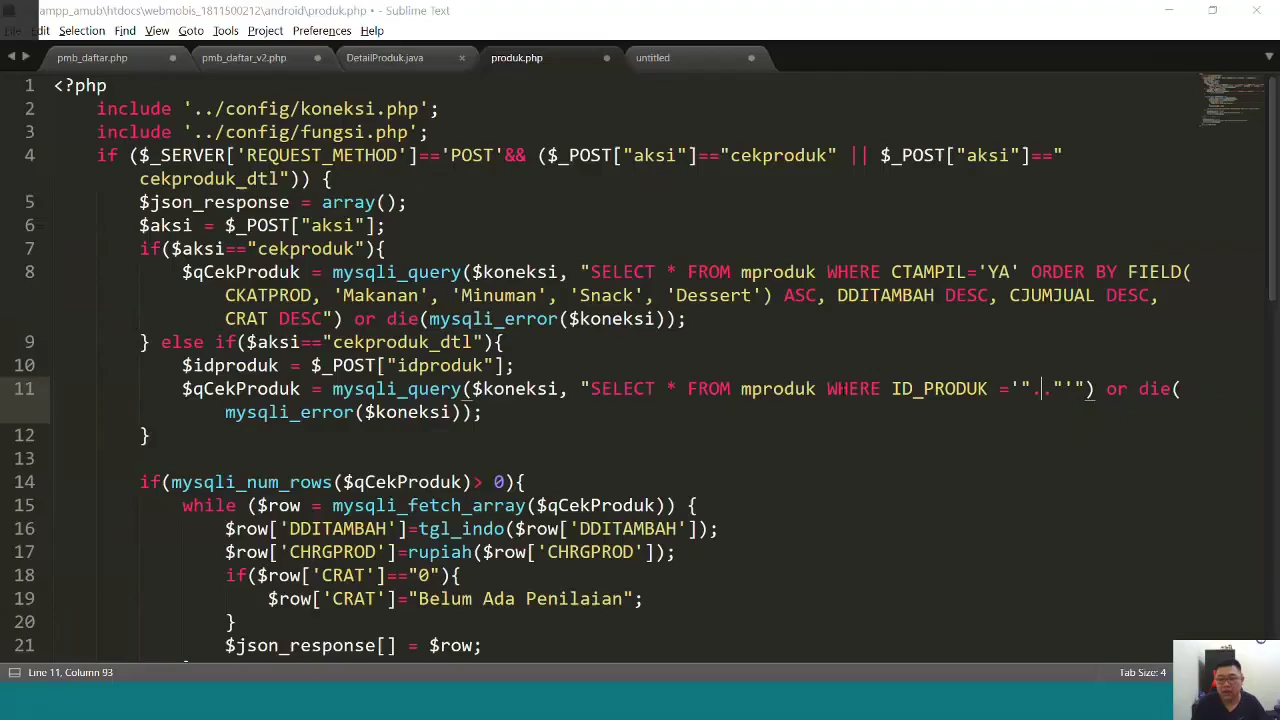 ampp_amub\htdocs\webmobis_1811500212\android\produk.php • - Sublime Text
File Edit Selection Find View Goto Tools Project Preferences Help
pmb_daftar.php pmb_daftar_v2.php DetailProduk.java produk.php untitled
1 <?php
2 include '../config/koneksi.php';
3 include '../config/fungsi.php';
4 if ($_SERVER['REQUEST_METHOD']=='POST'&& ($_POST["aksi"]=="cekproduk" || $_POST["aksi"]=="
cekproduk_dtl")) {
5 $json_response = array();
6 $aksi = $_POST["aksi"];
7 if($aksi=="cekproduk"){
8 $qCekProduk = mysqli_query($koneksi, "SELECT * FROM mproduk WHERE CTAMPIL='YA' ORDER BY FIELD(
CKATPROD, 'Makanan', 'Minuman', 'Snack', 'Dessert') ASC, DDITAMBAH DESC, CJUMJUAL DESC,
CRAT DESC") or die(mysqli_error($koneksi));
9 } else if($aksi=="cekproduk_dtl"){
10 $idproduk = $_POST["idproduk"];
11 $qCekProduk = mysqli_query($koneksi, "SELECT * FROM mproduk WHERE ID_PRODUK ='".."'") or die(
mysqli_error($koneksi));
12 }
13
14 if(mysqli_num_rows($qCekProduk)> 0){
15 while ($row = mysqli_fetch_array($qCekProduk)) {
16 $row['DDITAMBAH']=tgl_indo($row['DDITAMBAH']);
17 $row['CHRGPROD']=rupiah($row['CHRGPROD']);
18 if($row['CRAT']=="0"){
19 $row['CRAT']="Belum Ada Penilaian";
20 }
21 $json_response[] = $row;
Line 11, Column 93 Tab Size: 4